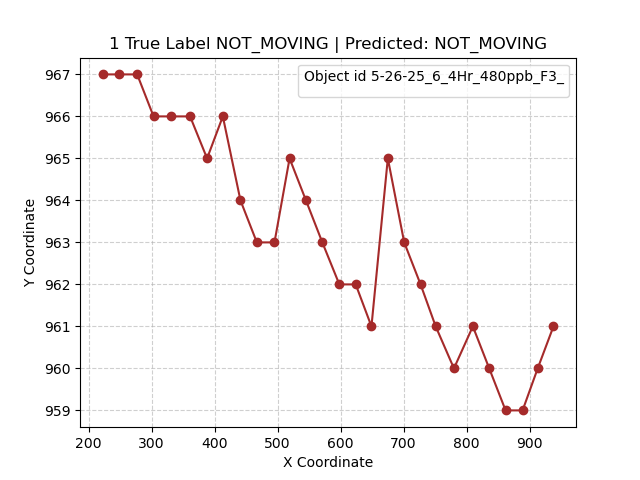 1 True Label NOT_MOVING | Predicted: NOT_MOVING
Object id 5-26-25_6_4Hr_480ppb_F3_
967
966
965
964
963
962
961
960
959
Y Coordinate
200 300 400 500 600 700 800 900
X Coordinate